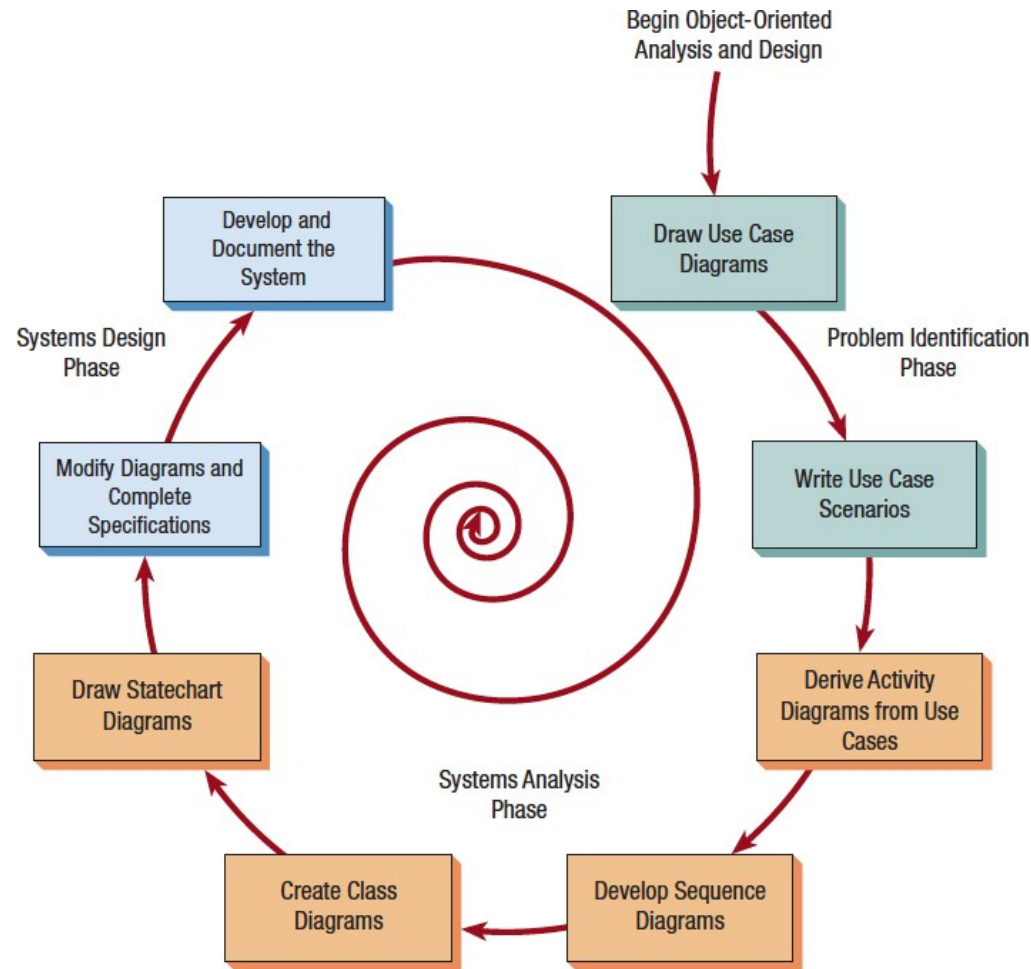 Begin Object-Oriented
Analysis and Design
Develop and
Document the
System
Draw Use Case
Diagrams
Systems Design
Phase
Problem Identification
Phase
Modify Diagrams and
Complete
Specifications
Write Use Case
Scenarios
Draw Statechart
Diagrams
Derive Activity
Diagrams from Use
Cases
Systems Analysis
Phase
Create Class
Diagrams
Develop Sequence
Diagrams